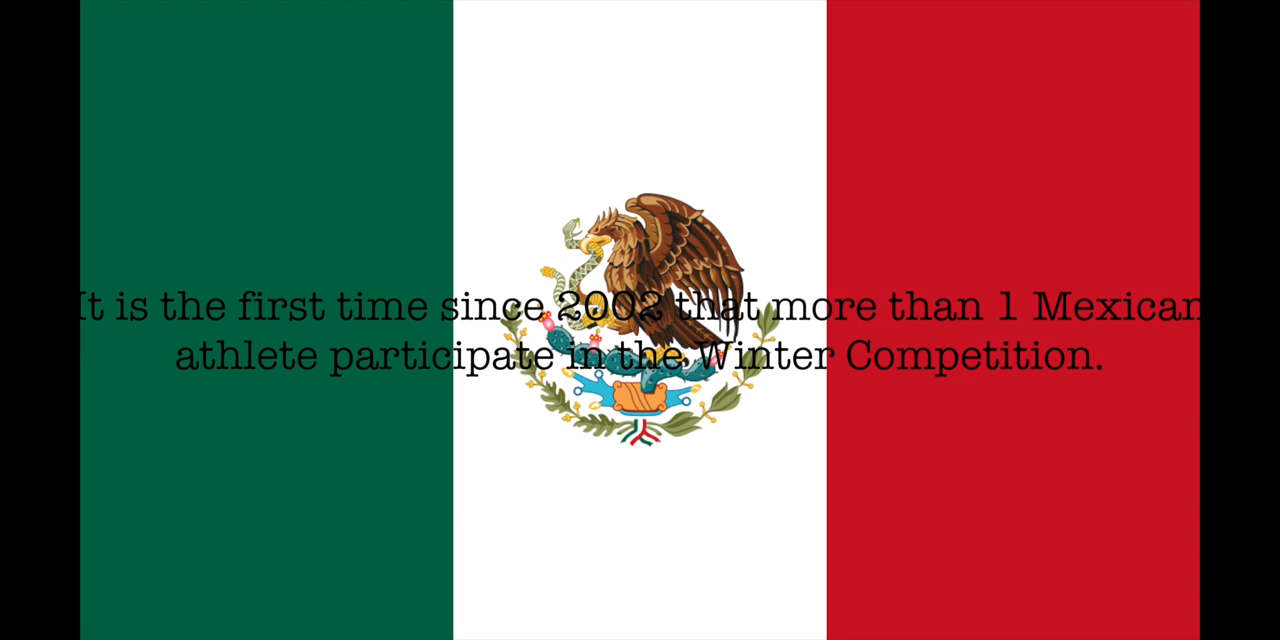 It is the first time since 2002 that more than 1 Mexican
athlete participate in the Winter Competition.